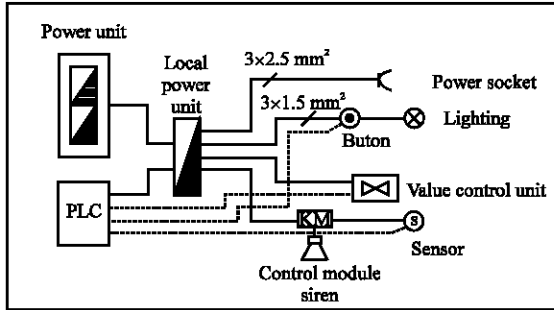 Power unit
Local
power
unit
3×2.5 mm²
Power socket
3×1.5 mm²
Lighting
Buton
PLC
Value control unit
KM
S
Sensor
Control module
siren